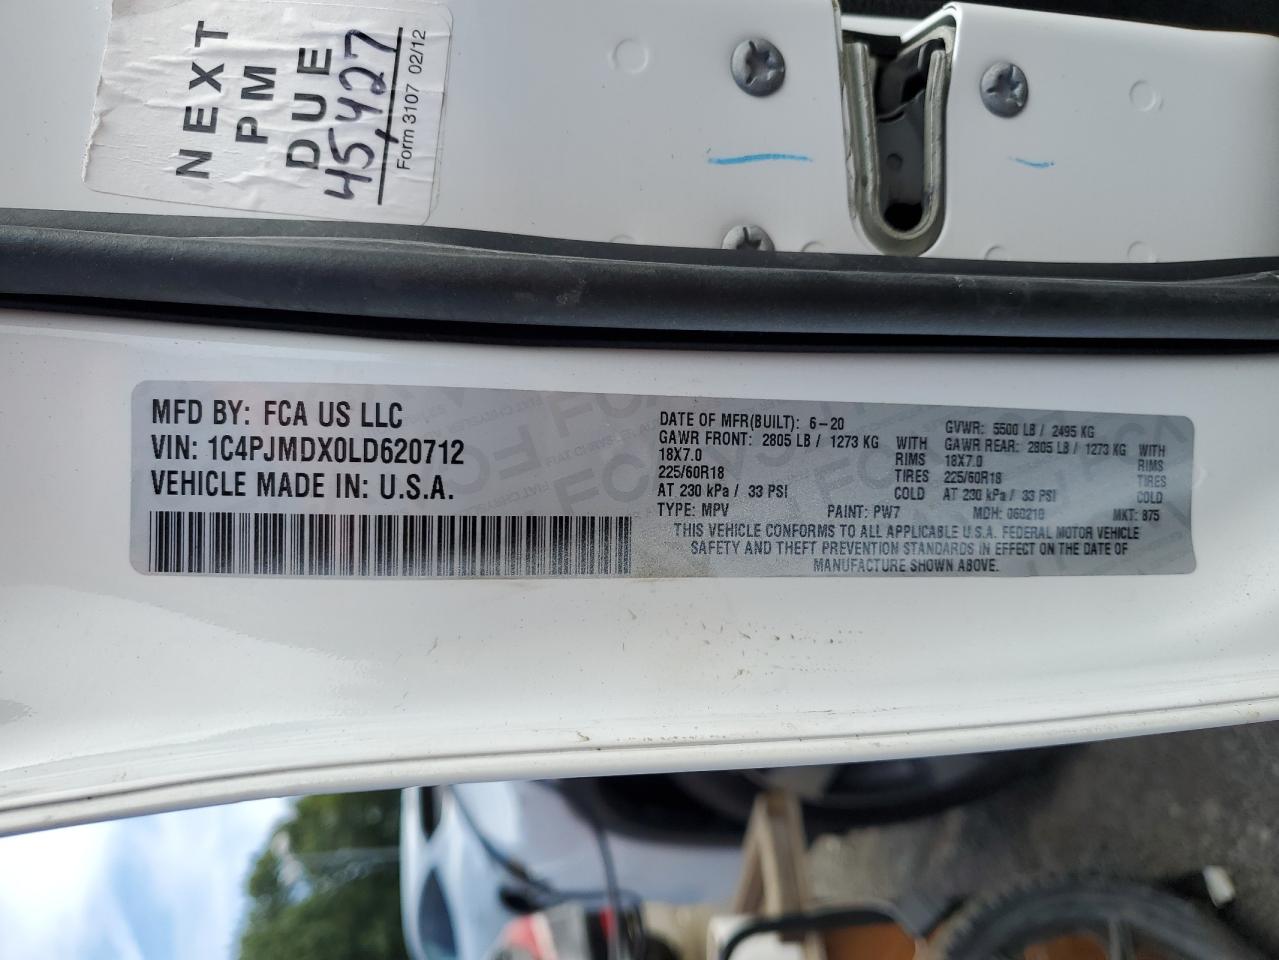 NEXT
PM
DUE
45,427
Form 3107 02/12
MFD BY: FCA US LLC
VIN: 1C4PJMDX0LD620712
VEHICLE MADE IN: U.S.A.
DATE OF MFR(BUILT): 6-20
GAWR FRONT: 2805 LB / 1273 KG WITH
18X7.0 RIMS
225/60R18 TIRES
AT 230 kPa / 33 PSI COLD
GVWR: 5500 LB / 2495 KG
GAWR REAR: 2805 LB / 1273 KG WITH
18X7.0 RIMS
225/60R18 TIRES
AT 230 kPa / 33 PSI COLD
TYPE: MPV PAINT: PW7 MDH: 060210 MKT: 875
THIS VEHICLE CONFORMS TO ALL APPLICABLE U.S.A. FEDERAL MOTOR VEHICLE
SAFETY AND THEFT PREVENTION STANDARDS IN EFFECT ON THE DATE OF
MANUFACTURE SHOWN ABOVE.